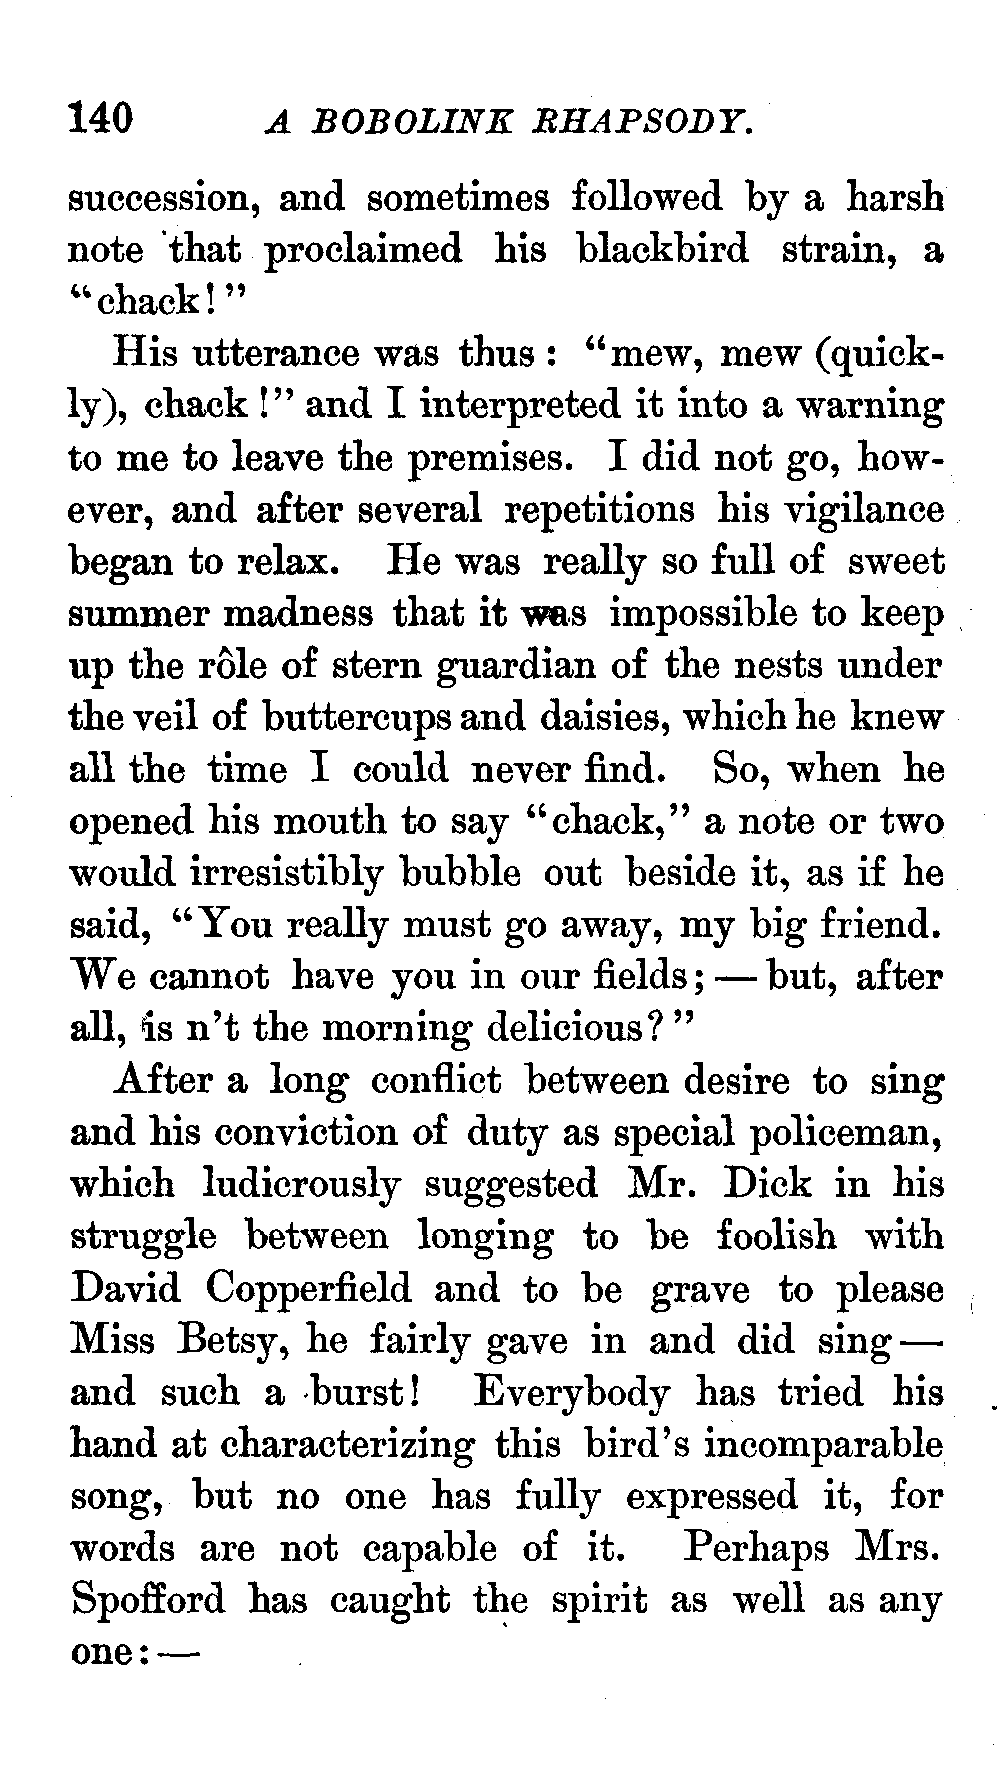 140 A BOBOLINK RHAPSODY.
succession, and sometimes followed by a harsh
note that proclaimed his blackbird strain, a
“chack!”
His utterance was thus: “mew, mew (quick-
ly), chack!” and I interpreted it into a warning
to me to leave the premises. I did not go, how-
ever, and after several repetitions his vigilance
began to relax. He was really so full of sweet
summer madness that it was impossible to keep
up the rôle of stern guardian of the nests under
the veil of buttercups and daisies, which he knew
all the time I could never find. So, when he
opened his mouth to say “chack,” a note or two
would irresistibly bubble out beside it, as if he
said, “You really must go away, my big friend.
We cannot have you in our fields; — but, after
all, is n’t the morning delicious?”
After a long conflict between desire to sing
and his conviction of duty as special policeman,
which ludicrously suggested Mr. Dick in his
struggle between longing to be foolish with
David Copperfield and to be grave to please
Miss Betsy, he fairly gave in and did sing —
and such a burst! Everybody has tried his
hand at characterizing this bird’s incomparable
song, but no one has fully expressed it, for
words are not capable of it. Perhaps Mrs.
Spofford has caught the spirit as well as any
one: —